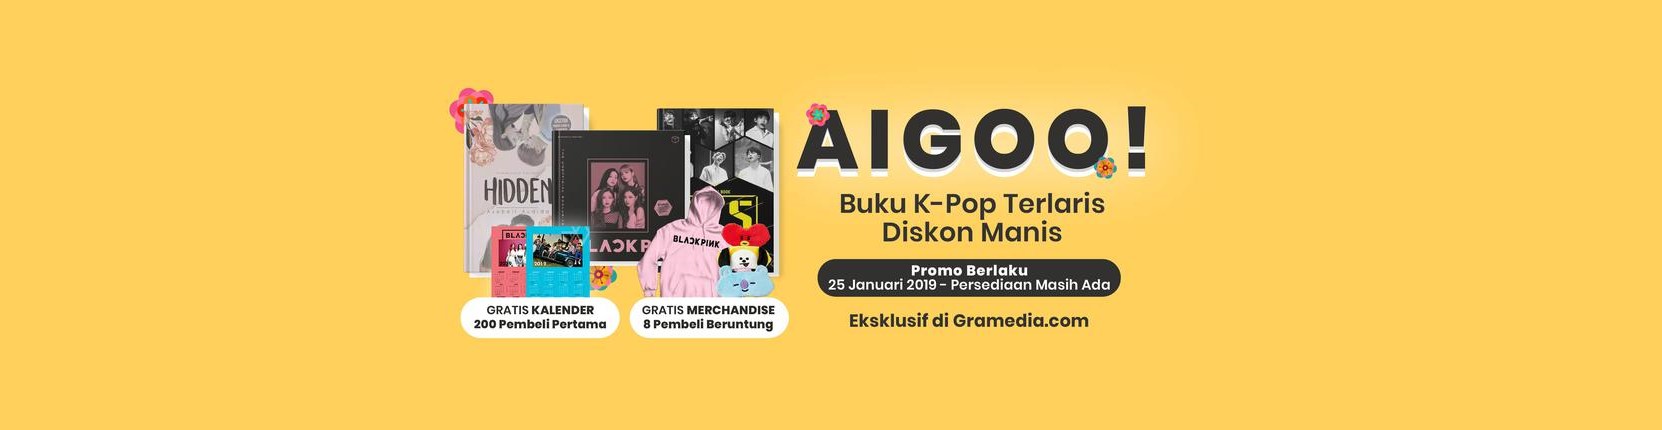 AIGOO!
Buku K-Pop Terlaris
Diskon Manis
Promo Berlaku
25 Januari 2019 - Persediaan Masih Ada
Eksklusif di Gramedia.com
HIDDEN
BLACKPINK
2019
GRATIS KALENDER
200 Pembeli Pertama
GRATIS MERCHANDISE
8 Pembeli Beruntung